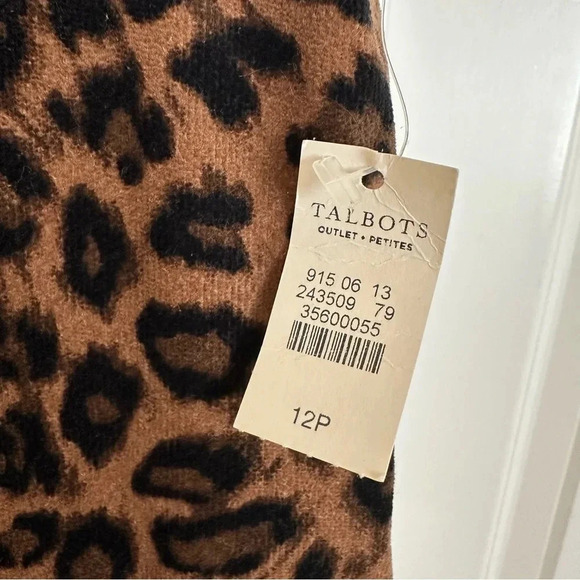 TALBOTS
OUTLET • PETITES
915 06 13
243509 79
35600055
12P